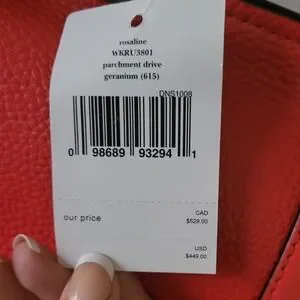 rosaline
WKRU3801
parchment drive
geranium (615)
DNS1008
0 98689 93294 1
our price
CAD
$529.00
USD
$449.00